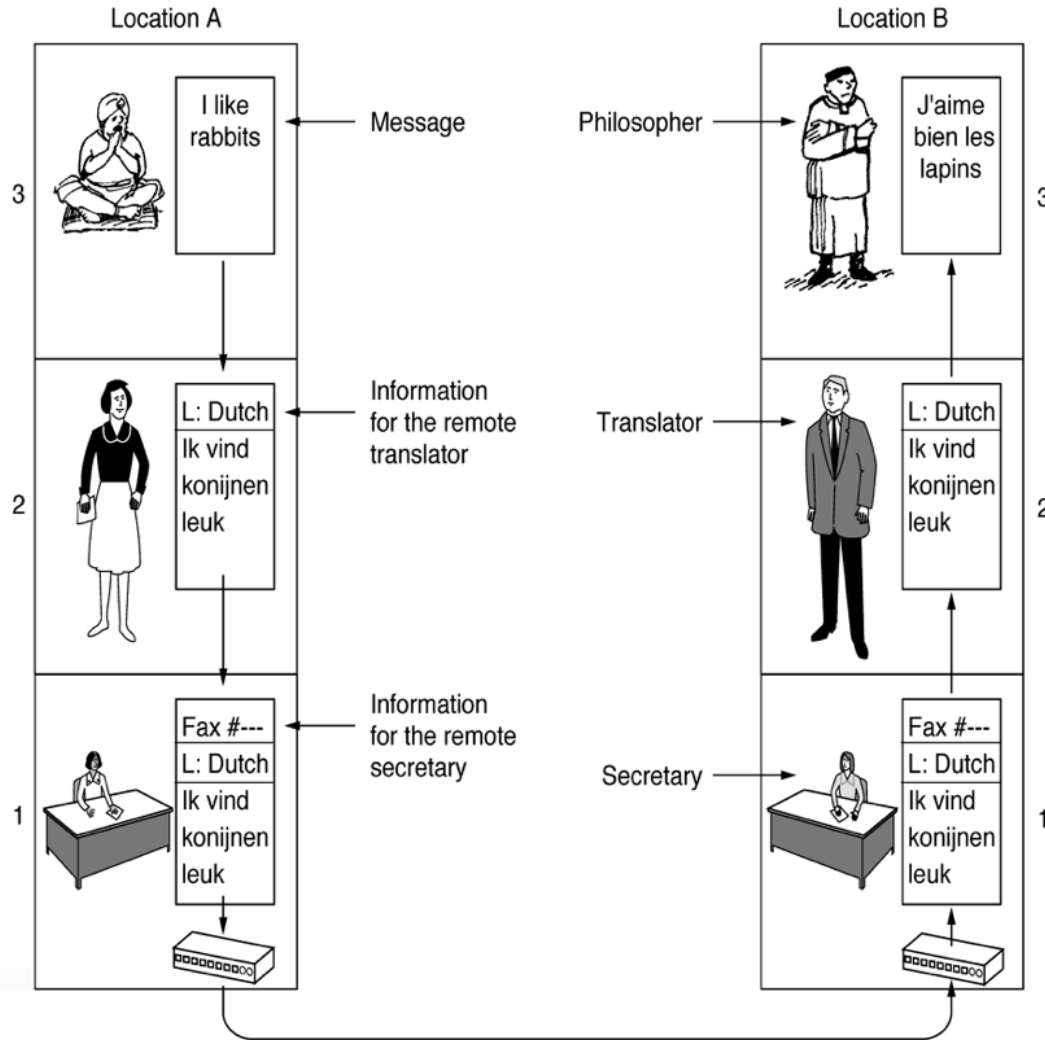 Location A
Location B
3
I like
rabbits
Message
Philosopher
J'aime
bien les
lapins
3
2
L: Dutch
Ik vind
konijnen
leuk
Information
for the remote
translator
Translator
L: Dutch
Ik vind
konijnen
leuk
2
1
Fax #---
L: Dutch
Ik vind
konijnen
leuk
Information
for the remote
secretary
Secretary
Fax #---
L: Dutch
Ik vind
konijnen
leuk
1